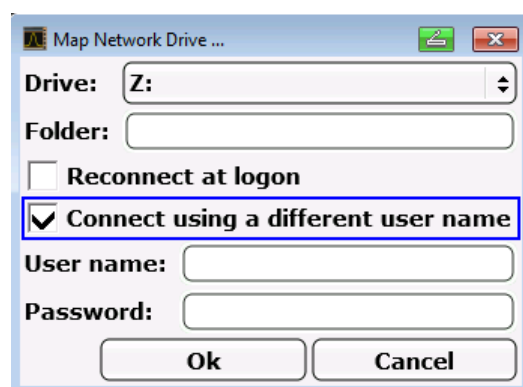 Map Network Drive ...
Drive: Z:
Folder:
Reconnect at logon
Connect using a different user name
User name:
Password:
Ok Cancel